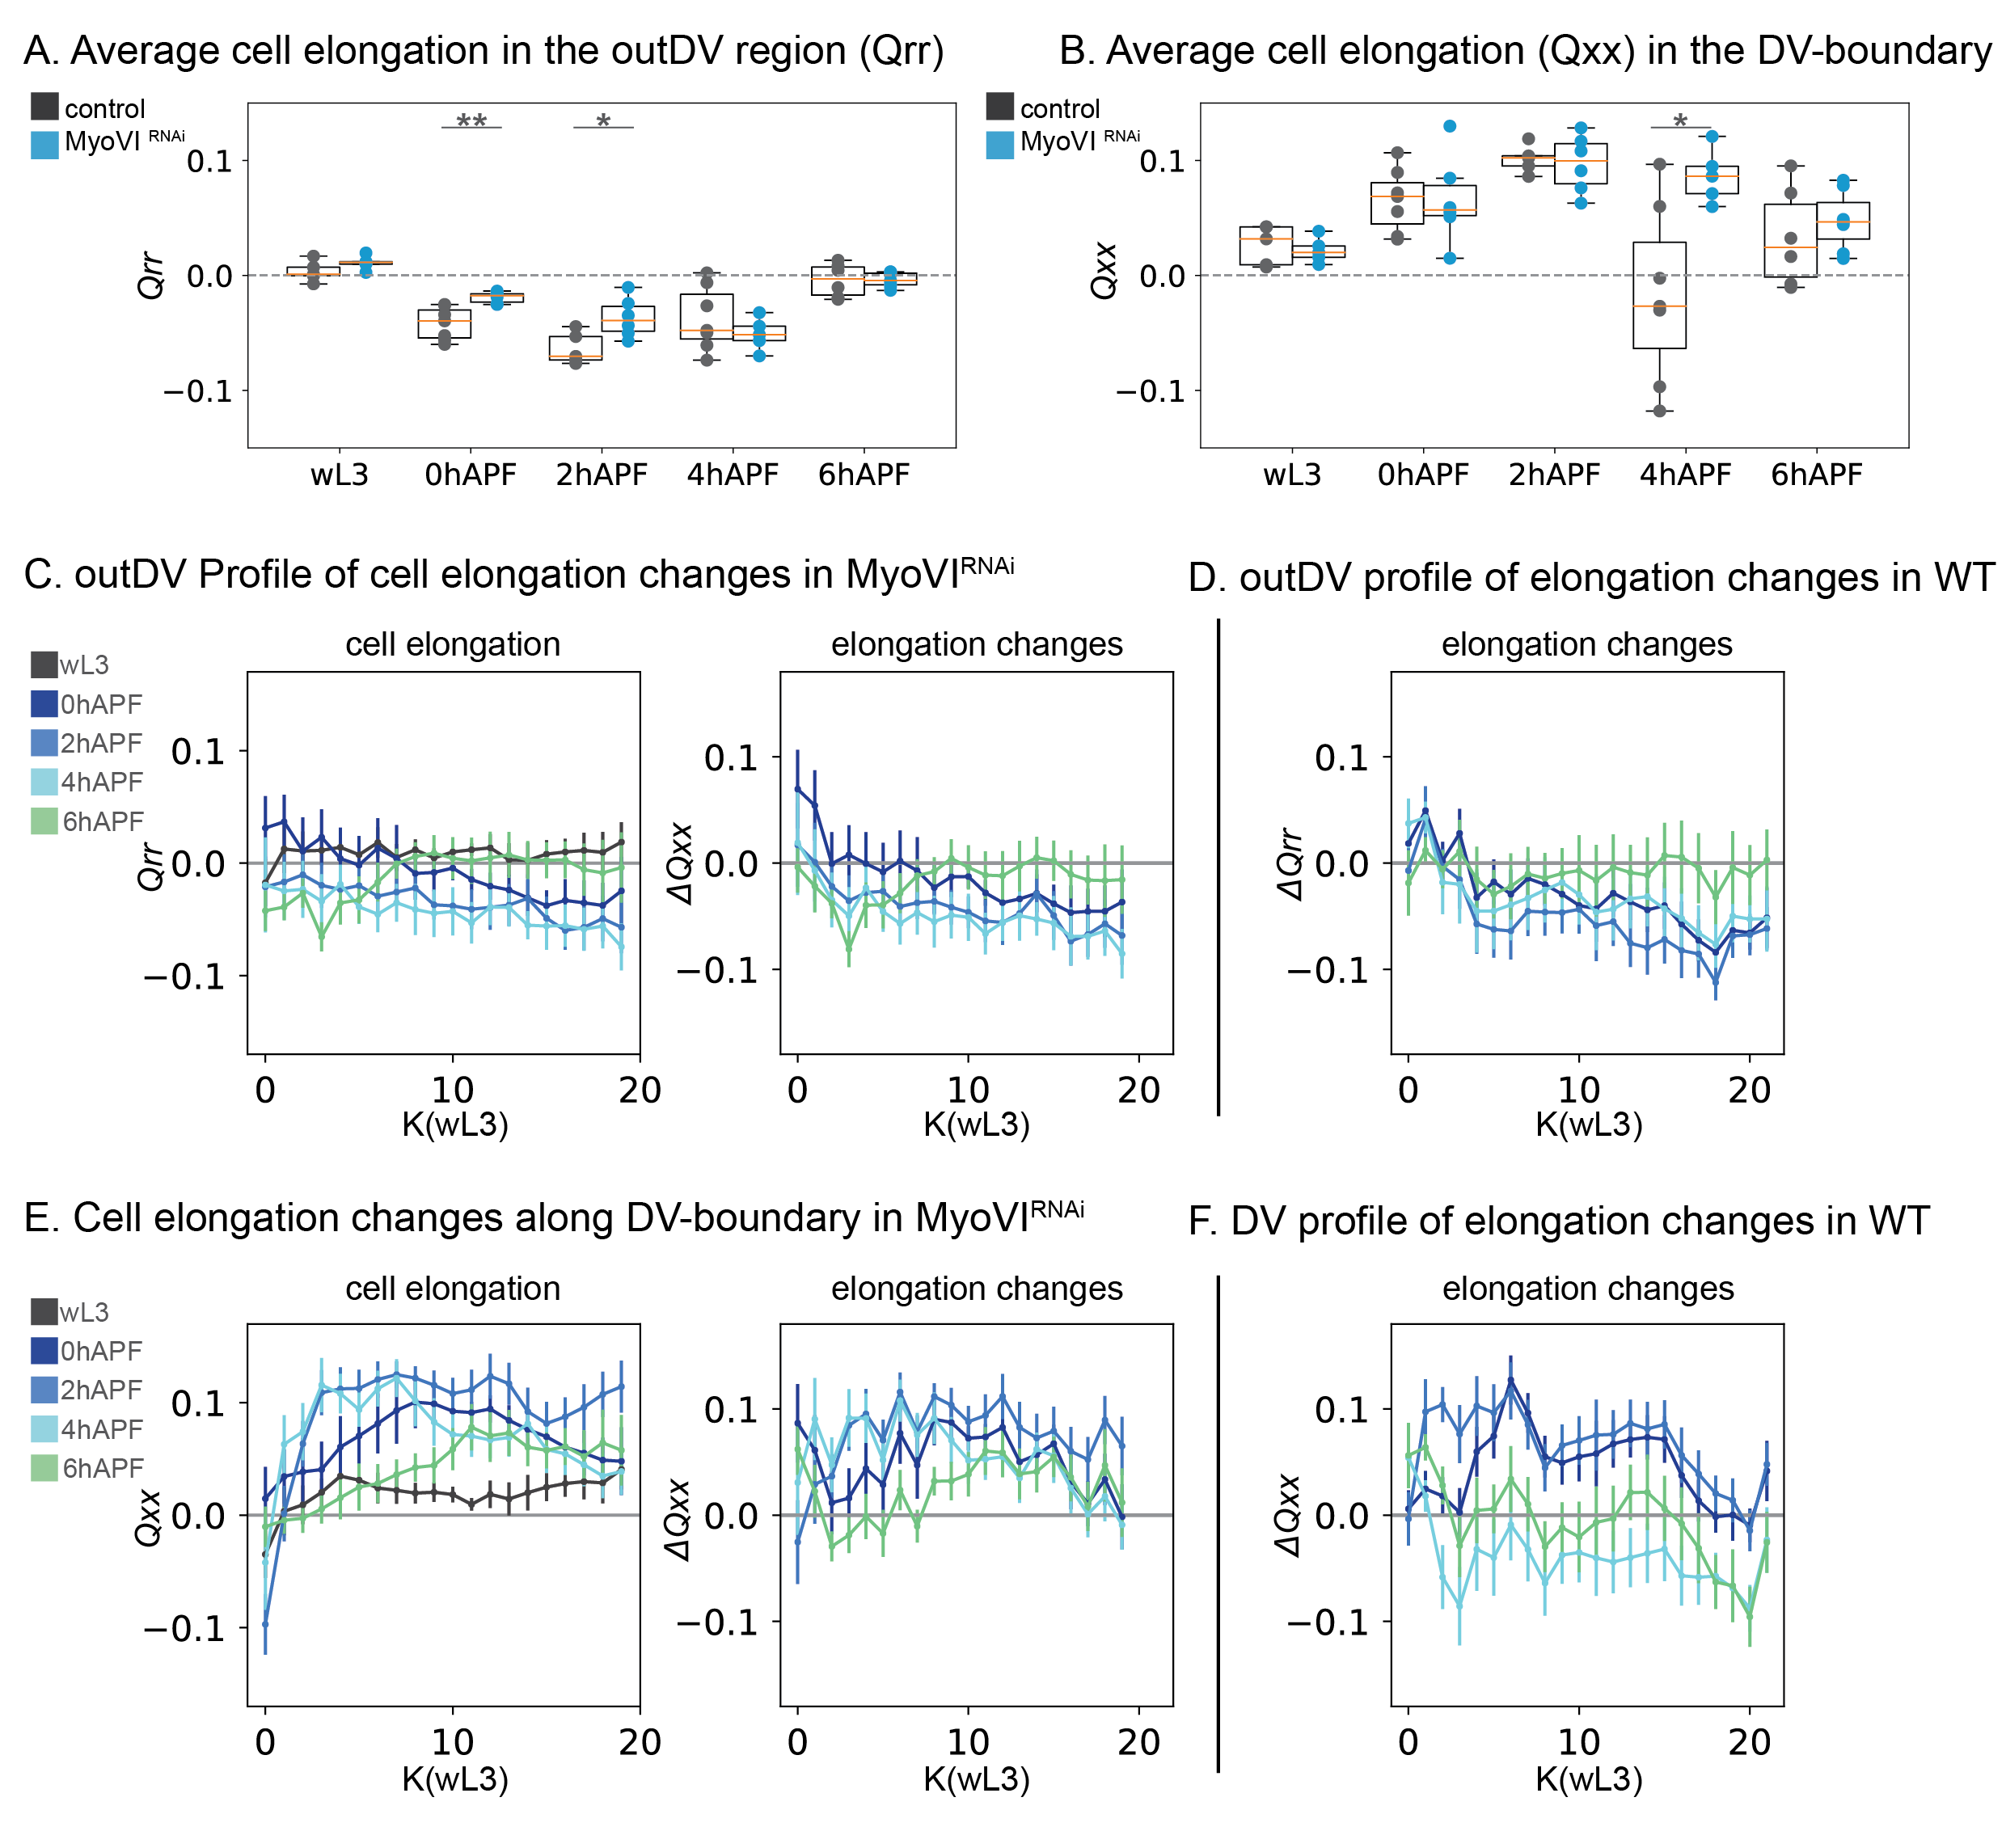 A. Average cell elongation in the outDV region (Qrr)
control
MyoVI RNAi
**
*
0.1
0.0
−0.1
Qrr
wL3 0hAPF 2hAPF 4hAPF 6hAPF
B. Average cell elongation (Qxx) in the DV-boundary
control
MyoVI RNAi
*
0.1
0.0
−0.1
Qxx
wL3 0hAPF 2hAPF 4hAPF 6hAPF
C. outDV Profile of cell elongation changes in MyoVIRNAi
wL3
0hAPF
2hAPF
4hAPF
6hAPF
cell elongation
0.1
0.0
−0.1
Qrr
0 10 20
K(wL3)
elongation changes
0.1
0.0
−0.1
ΔQxx
0 10 20
K(wL3)
D. outDV profile of elongation changes in WT
elongation changes
0.1
0.0
−0.1
ΔQrr
0 10 20
K(wL3)
E. Cell elongation changes along DV-boundary in MyoVIRNAi
wL3
0hAPF
2hAPF
4hAPF
6hAPF
cell elongation
0.1
0.0
−0.1
Qxx
0 10 20
K(wL3)
elongation changes
0.1
0.0
−0.1
ΔQxx
0 10 20
K(wL3)
F. DV profile of elongation changes in WT
elongation changes
0.1
0.0
−0.1
ΔQxx
0 10 20
K(wL3)